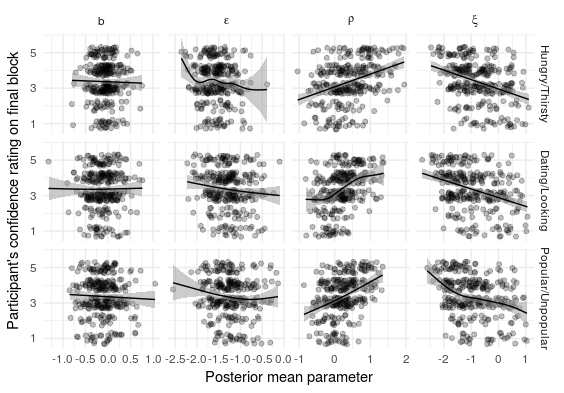 b ε ρ ξ
5
3
1
Hungry/Thirsty
5
3
1
Dating/Looking
5
3
1
Popular/Unpopular
Participant's confidence rating on final block
-1.0 -0.5 0.0 0.5 1.0 -2.5 -2.0 -1.5 -1.0 -0.5 0.0 -1 0 1 2 -2 -1 0 1
Posterior mean parameter